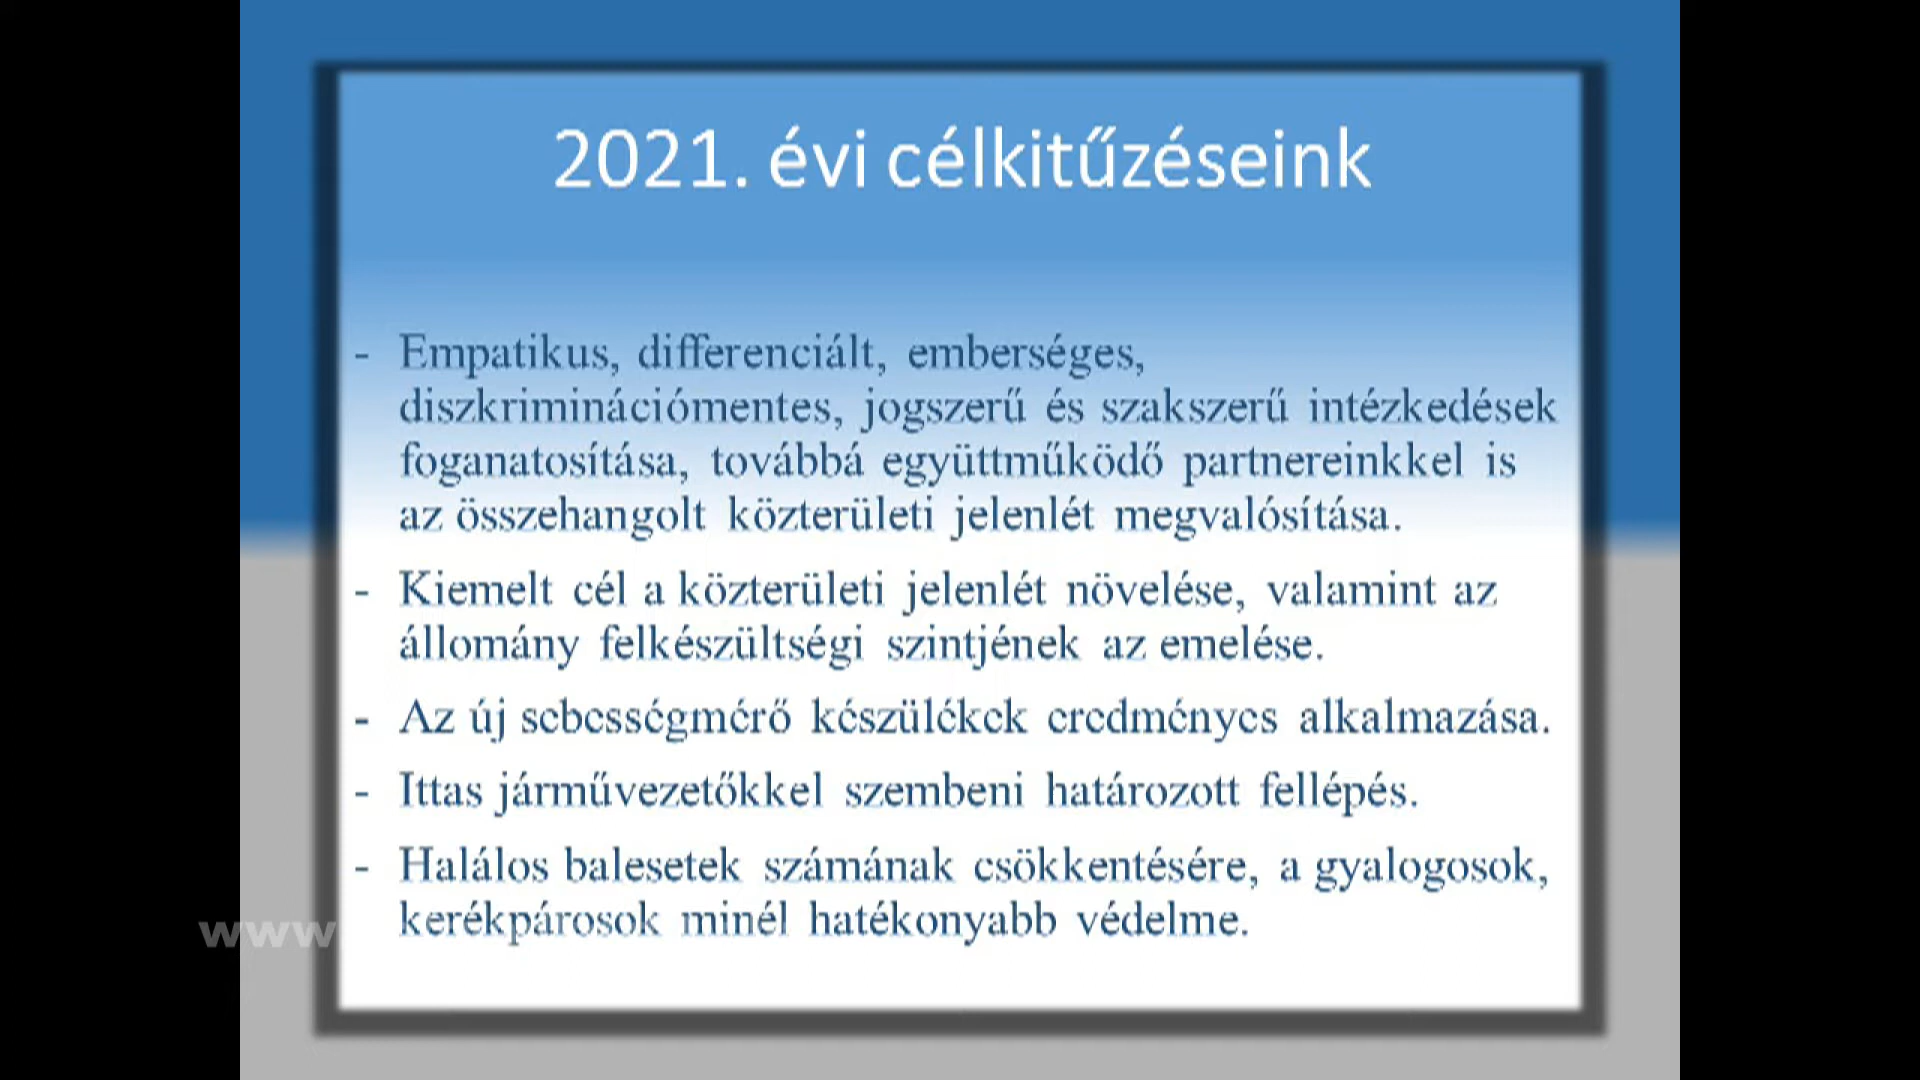 2021. évi célkitűzéseink
- Empatikus, differenciált, emberséges,
diszkriminációmentes, jogszerű és szakszerű intézkedések
foganatosítása, továbbá együttműködő partnereinkkel is
az összehangolt közterületi jelenlét megvalósítása.
- Kiemelt cél a közterületi jelenlét növelése, valamint az
állomány felkészültségi szintjének az emelése.
- Az új sebességmérő készülékek eredményes alkalmazása.
- Ittas járművezetőkkel szembeni határozott fellépés.
- Halálos balesetek számának csökkentésére, a gyalogosok,
kerékpárosok minél hatékonyabb védelme.
www.